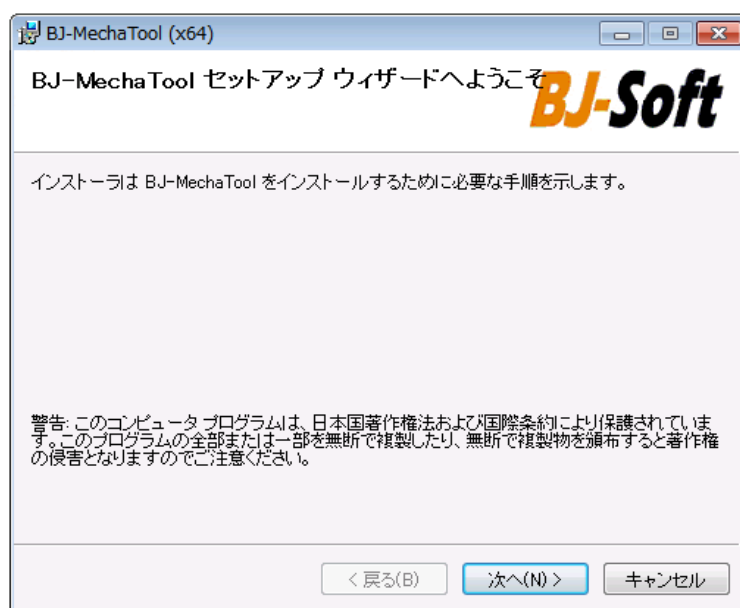 BJ-MechaTool (x64)
BJ-MechaTool セットアップ ウィザードへようこそ
BJ-Soft
インストーラは BJ-MechaTool をインストールするために必要な手順を示します。
警告: このコンピュータ プログラムは、日本国著作権法および国際条約により保護されていま
す。このプログラムの全部または一部を無断で複製したり、無断で複製物を頒布すると著作権
の侵害となりますのでご注意ください。
< 戻る(B)
次へ(N) >
キャンセル